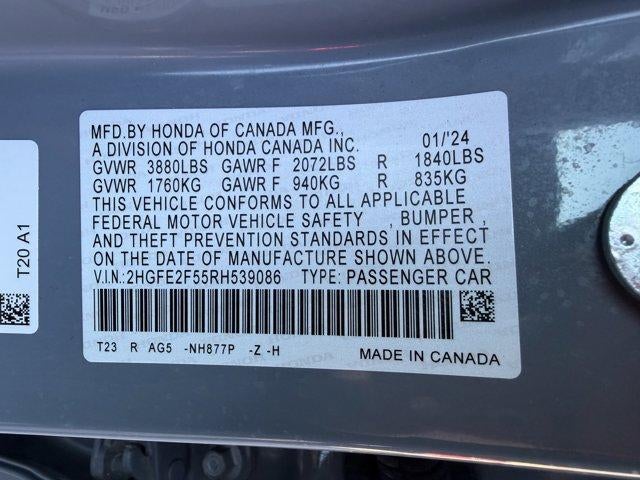 MFD.BY HONDA OF CANADA MFG.,
A DIVISION OF HONDA CANADA INC. 01/'24
GVWR 3880LBS GAWR F 2072LBS R 1840LBS
GVWR 1760KG GAWR F 940KG R 835KG
THIS VEHICLE CONFORMS TO ALL APPLICABLE
FEDERAL MOTOR VEHICLE SAFETY , BUMPER ,
AND THEFT PREVENTION STANDARDS IN EFFECT
ON THE DATE OF MANUFACTURE SHOWN ABOVE.
V.I.N:2HGFE2F55RH539086 TYPE: PASSENGER CAR
T23 R AG5 -NH877P -Z -H MADE IN CANADA
T20 A1